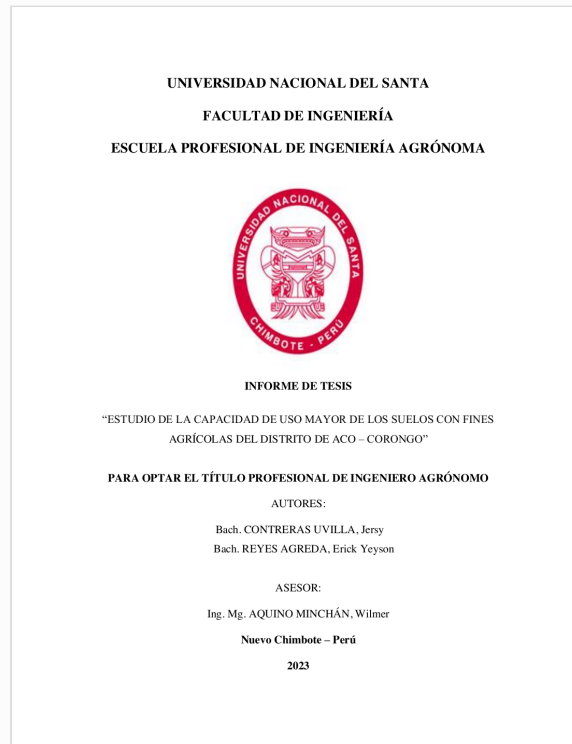 UNIVERSIDAD NACIONAL DEL SANTA
FACULTAD DE INGENIERÍA
ESCUELA PROFESIONAL DE INGENIERÍA AGRÓNOMA
UNIVERSIDAD NACIONAL DEL SANTA
CHIMBOTE - PERÚ
INFORME DE TESIS
“ESTUDIO DE LA CAPACIDAD DE USO MAYOR DE LOS SUELOS CON FINES
AGRÍCOLAS DEL DISTRITO DE ACO – CORONGO”
PARA OPTAR EL TÍTULO PROFESIONAL DE INGENIERO AGRÓNOMO
AUTORES:
Bach. CONTRERAS UVILLA, Jersy
Bach. REYES AGREDA, Erick Yeyson
ASESOR:
Ing. Mg. AQUINO MINCHÁN, Wilmer
Nuevo Chimbote – Perú
2023